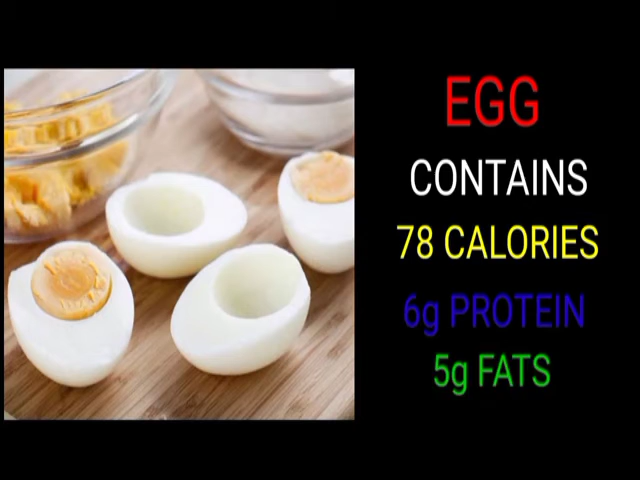 EGG
CONTAINS
78 CALORIES
6g PROTEIN
5g FATS